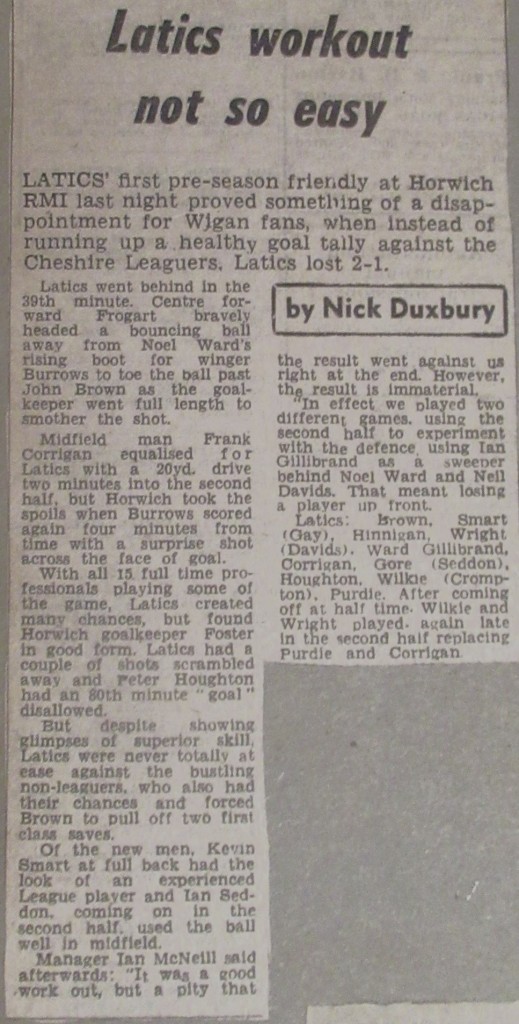 Latics workout
not so easy
LATICS' first pre-season friendly at Horwich
RMI last night proved something of a disap-
pointment for Wigan fans, when instead of
running up a healthy goal tally against the
Cheshire Leaguers, Latics lost 2-1.
Latics went behind in the
39th minute. Centre for-
ward Frogart bravely
headed a bouncing ball
away from Noel Ward's
rising boot for winger
Burrows to toe the ball past
John Brown as the goal-
keeper went full length to
smother the shot.
Midfield man Frank
Corrigan equalised for
Latics with a 20yd. drive
two minutes into the second
half, but Horwich took the
spoils when Burrows scored
again four minutes from
time with a surprise shot
across the face of goal.
With all 15 full time pro-
fessionals playing some of
the game, Latics created
many chances, but found
Horwich goalkeeper Foster
in good form. Latics had a
couple of shots scrambled
away and Peter Houghton
had an 80th minute "goal"
disallowed.
But despite showing
glimpses of superior skill,
Latics were never totally at
ease against the bustling
non-leaguers, who also had
their chances and forced
Brown to pull off two first
class saves.
Of the new men, Kevin
Smart at full back had the
look of an experienced
League player and Ian Sed-
don, coming on in the
second half, used the ball
well in midfield.
Manager Ian McNeill said
afterwards: "It was a good
work out, but a pity that
by Nick Duxbury
the result went against us
right at the end. However,
the result is immaterial.
"In effect we played two
different games, using the
second half to experiment
with the defence, using Ian
Gillibrand as a sweeper
behind Noel Ward and Neil
Davids. That meant losing
a player up front.
Latics: Brown, Smart
(Gay), Hinnigan, Wright
(Davids), Ward Gillibrand,
Corrigan, Gore (Seddon),
Houghton, Wilkie (Cromp-
ton), Purdie. After coming
off at half time. Wilkie and
Wright played again late
in the second half replacing
Purdie and Corrigan.